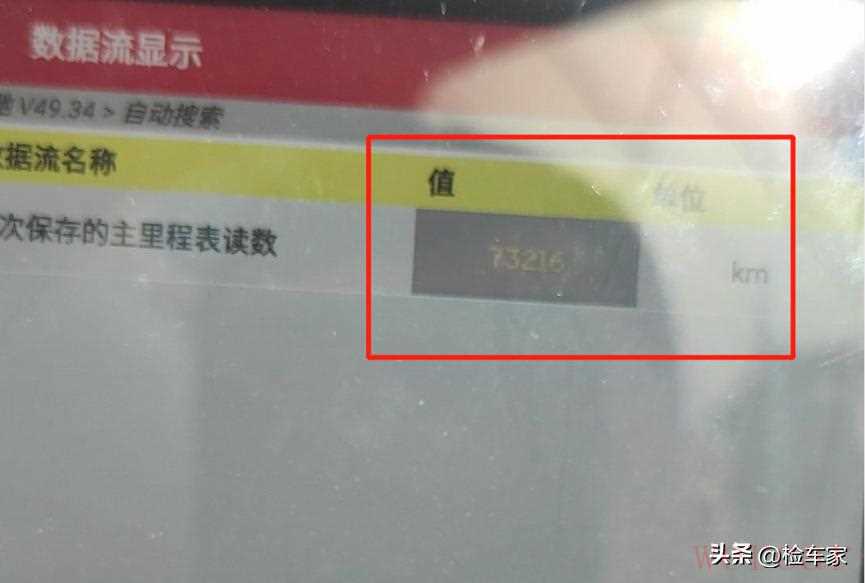 数据流显示
V49.34 > 自动搜索
据流名称 值 单位
次保存的主里程表读数 73216 km
头条 @检车家